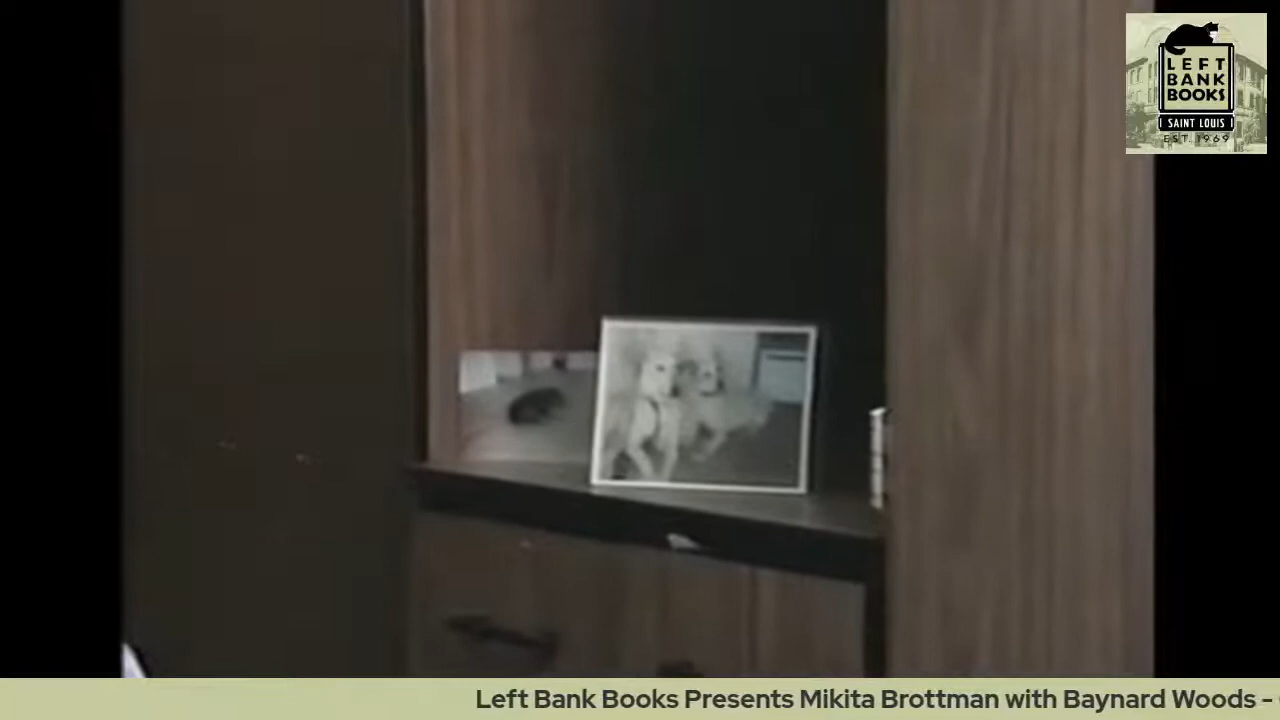 LEFT
BANK
BOOKS
SAINT LOUIS
EST. 1969
Left Bank Books Presents Mikita Brottman with Baynard Woods -